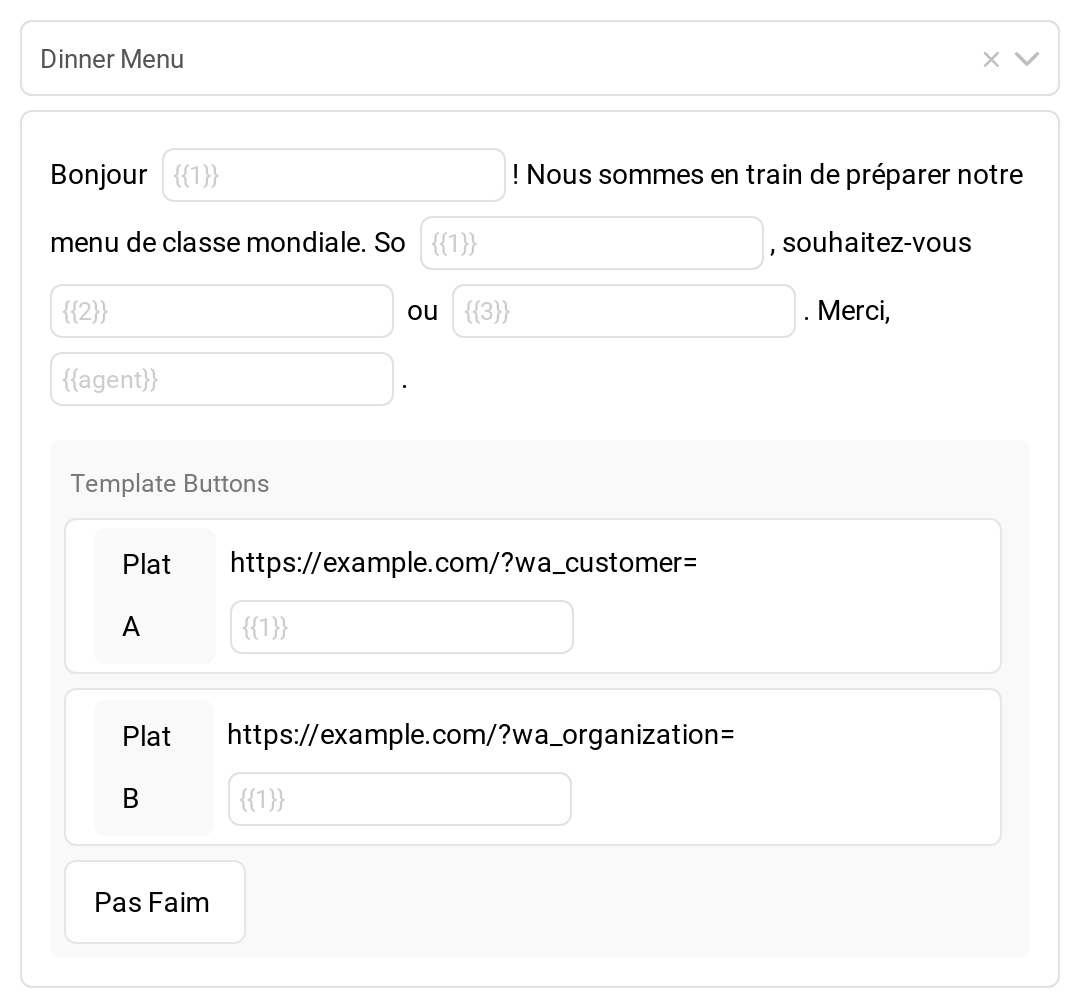 Dinner Menu
Bonjour {{1}} ! Nous sommes en train de préparer notre
menu de classe mondiale. So {{1}} , souhaitez-vous
{{2}} ou {{3}} . Merci,
{{agent}} .
Template Buttons
Plat
A
https://example.com/?wa_customer=
{{1}}
Plat
B
https://example.com/?wa_organization=
{{1}}
Pas Faim